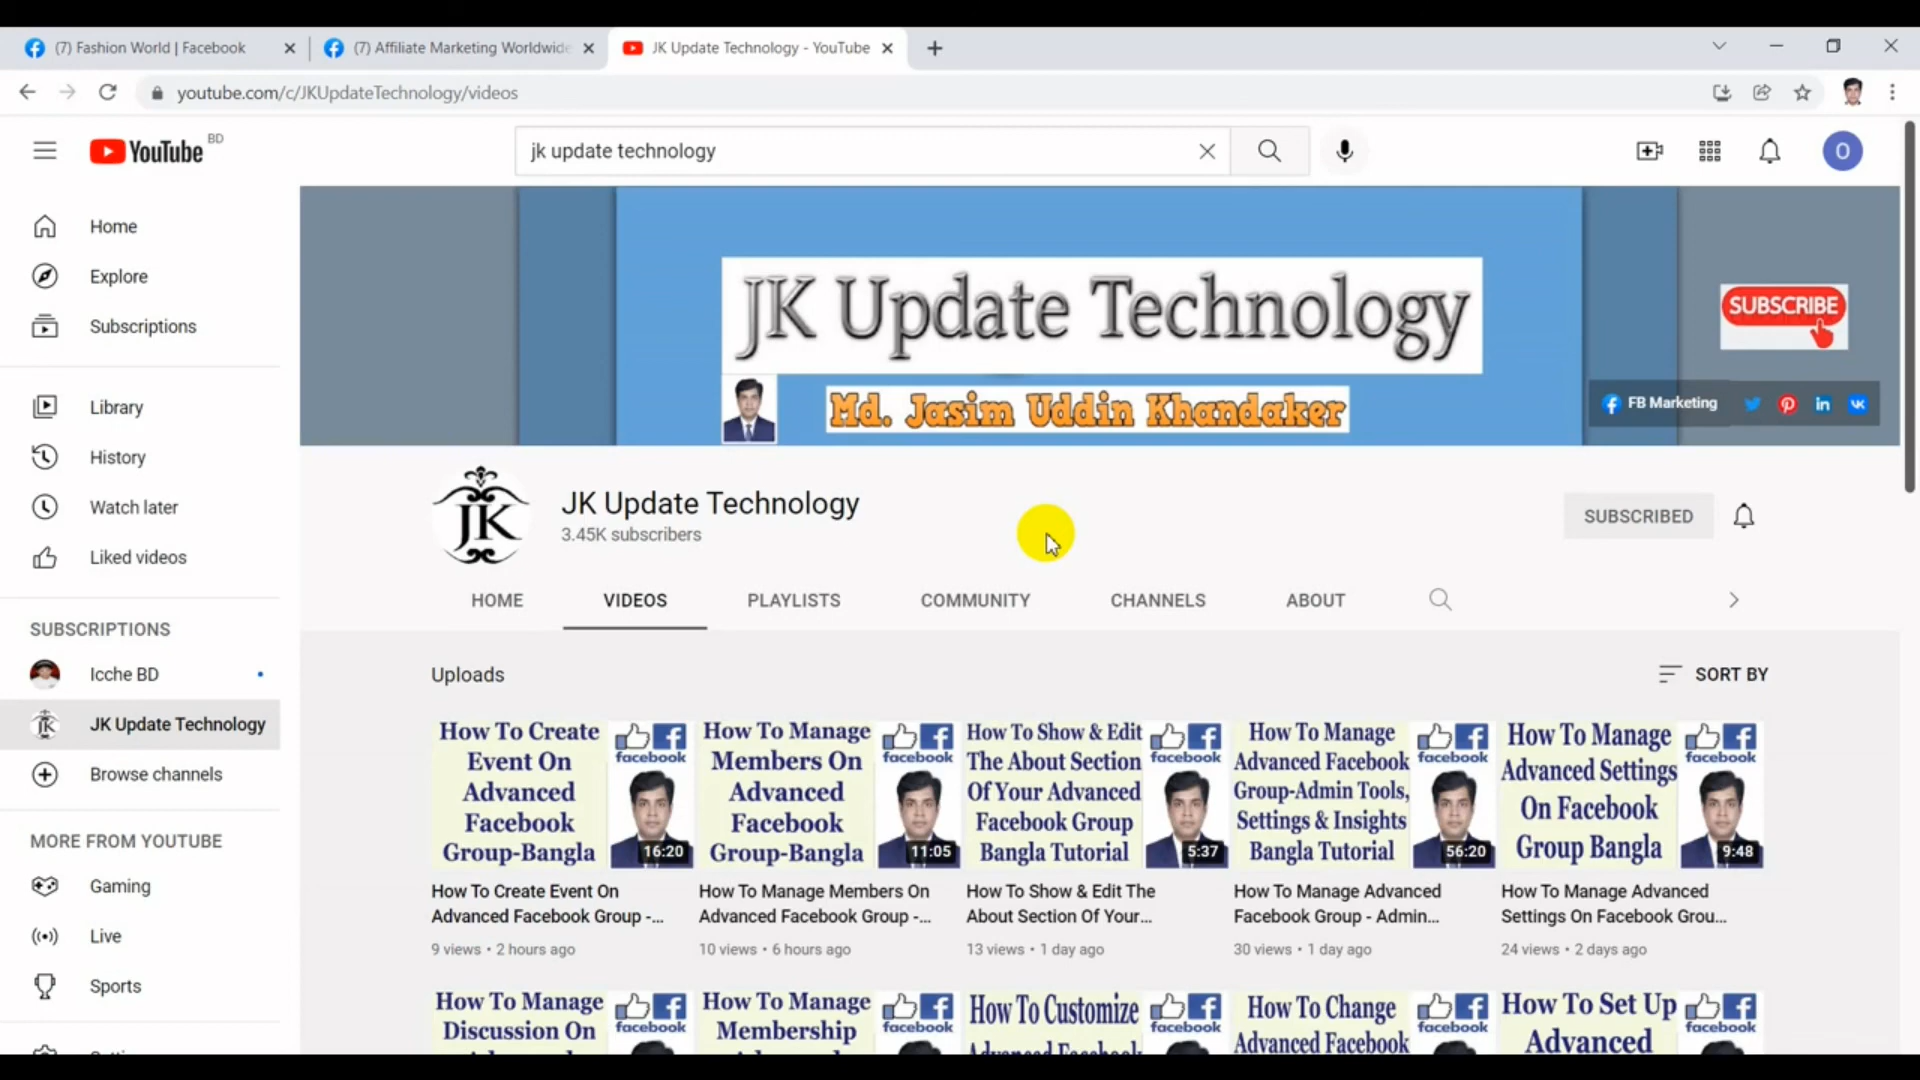 (7) Fashion World | Facebook
(7) Affiliate Marketing Worldwide
JK Update Technology - YouTube
youtube.com/c/JKUpdateTechnology/videos
YouTube BD
jk update technology
O
Home
Explore
Subscriptions
Library
History
Watch later
Liked videos
SUBSCRIPTIONS
Icche BD
JK Update Technology
Browse channels
MORE FROM YOUTUBE
Gaming
Live
Sports
JK Update Technology
Md. Jasim Uddin Khandaker
SUBSCRIBE
FB Marketing
JK
JK Update Technology
3.45K subscribers
SUBSCRIBED
HOME VIDEOS PLAYLISTS COMMUNITY CHANNELS ABOUT
Uploads
SORT BY
How To Create
Event On
Advanced
Facebook
Group-Bangla
facebook
16:20
How To Create Event On
Advanced Facebook Group -...
9 views • 2 hours ago
How To Manage
Members On
Advanced
Facebook
Group-Bangla
facebook
11:05
How To Manage Members On
Advanced Facebook Group -...
10 views • 6 hours ago
How To Show & Edit
The About Section
Of Your Advanced
Facebook Group
Bangla Tutorial
facebook
5:37
How To Show & Edit The
About Section Of Your...
13 views • 1 day ago
How To Manage
Advanced Facebook
Group-Admin Tools,
Settings & Insights
Bangla Tutorial
facebook
56:20
How To Manage Advanced
Facebook Group - Admin...
30 views • 1 day ago
How To Manage
Advanced Settings
On Facebook
Group Bangla
facebook
9:48
How To Manage Advanced
Settings On Facebook Grou...
24 views • 2 days ago
How To Manage
Discussion On
facebook
How To Manage
Membership
facebook
How To Customize
Advanced Facebook
facebook
How To Change
Advanced Facebook
facebook
How To Set Up
Advanced
facebook